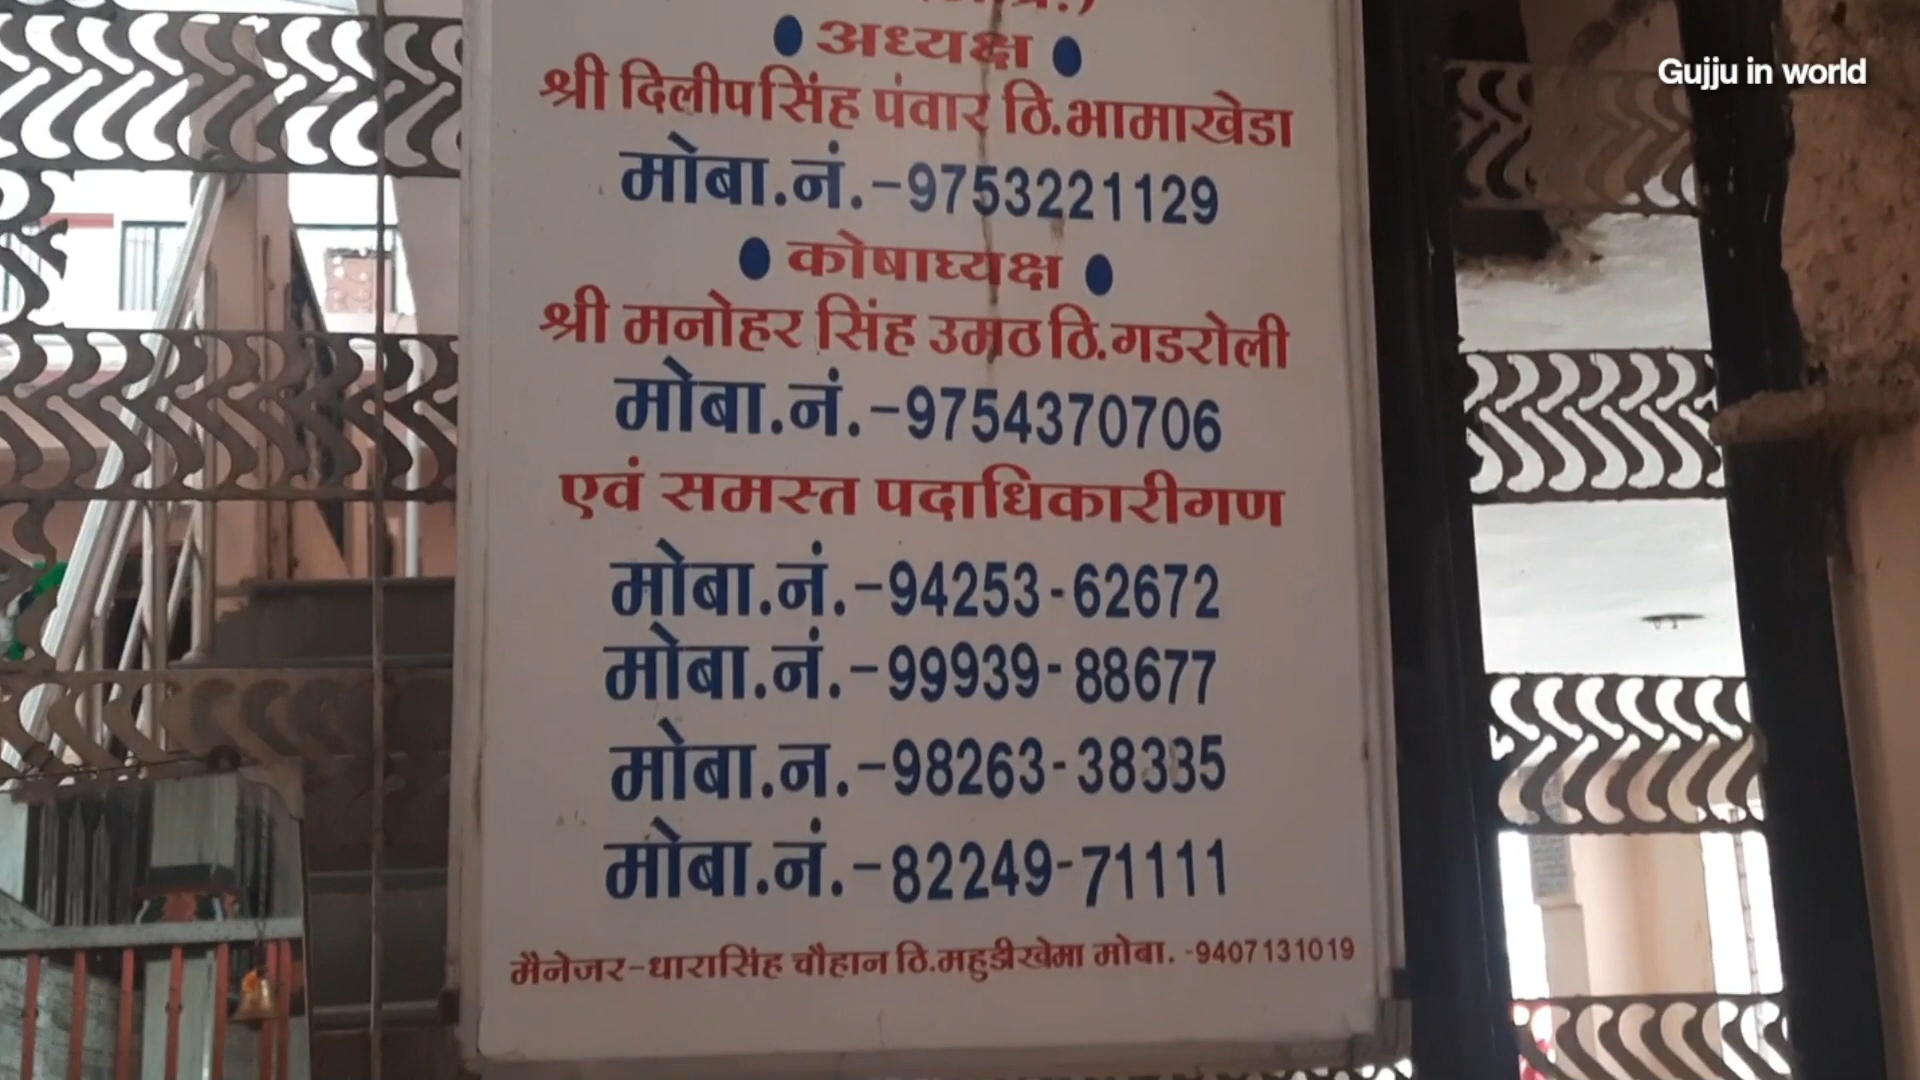 ● अध्यक्ष ●
Gujju in world
श्री दिलीपसिंह पंवार ठि.भामाखेडा
मोबा.नं.-9753221129
● कोषाध्यक्ष ●
श्री मनोहर सिंह उमठ ठि.गडरोली
मोबा.नं.-9754370706
एवं समस्त पदाधिकारीगण
मोबा.नं.-94253-62672
मोबा.नं.-99939-88677
मोबा.न.-98263-38335
मोबा.नं.-82249-71111
मैनेजर-धारासिंह चौहान ठि.महुडीखेमा मोबा. -9407131019